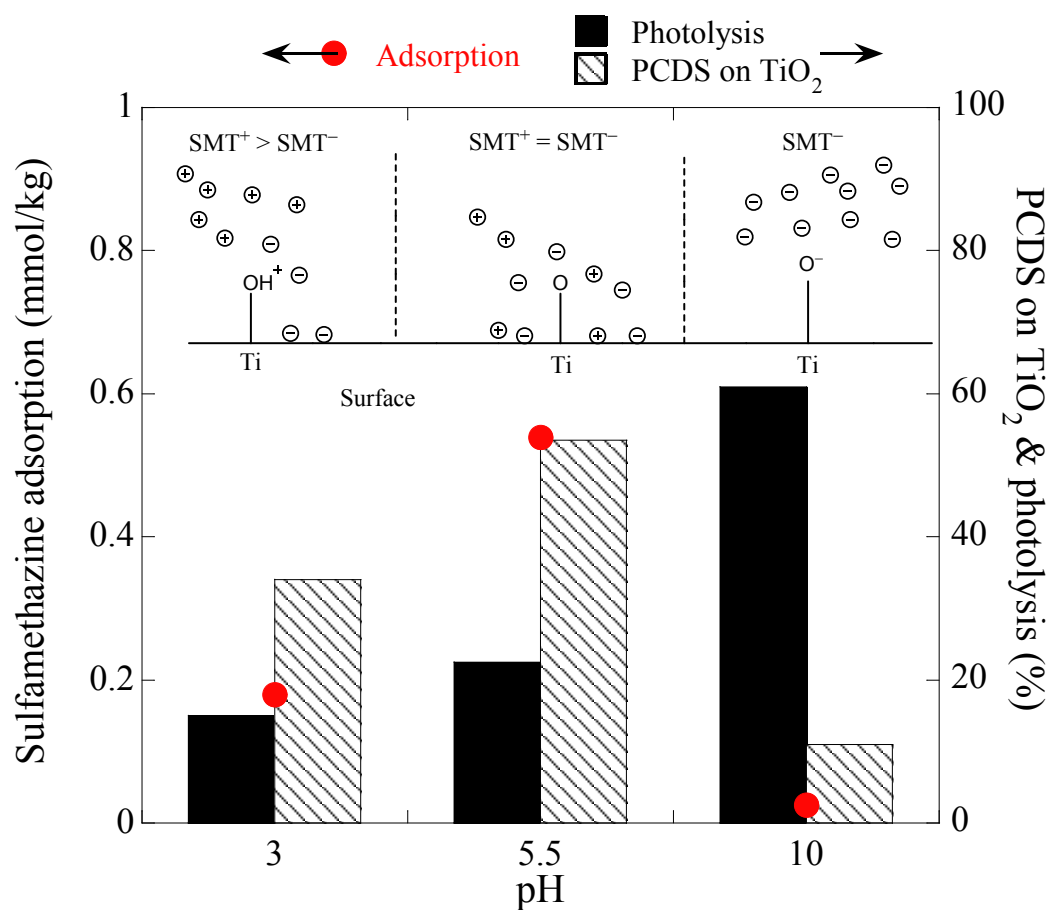 Adsorption
Photolysis
PCDS on TiO₂
Sulfamethazine adsorption (mmol/kg)
1
0.8
0.6
0.4
0.2
0
SMT⁺ > SMT⁻
SMT⁺ = SMT⁻
SMT⁻
OH⁺
O
O⁻
Ti
Ti
Ti
Surface
100
80
60
40
20
0
PCDS on TiO₂ & photolysis (%)
3
5.5
10
pH